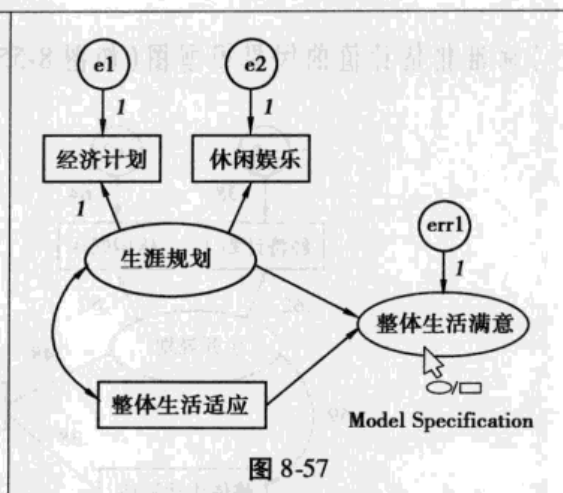 e1
e2
1
1
经济计划
休闲娱乐
1
err1
生涯规划
1
整体生活满意
整体生活适应
Model Specification
图 8-57